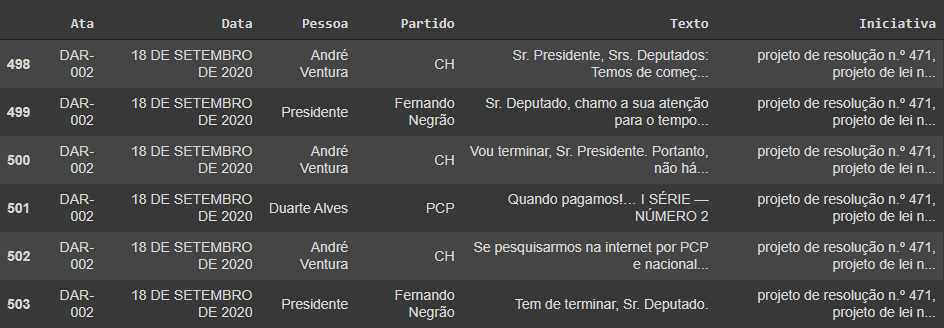 Ata Data Pessoa Partido Texto Iniciativa
498 DAR-002 18 DE SETEMBRO DE 2020 André Ventura CH Sr. Presidente, Srs. Deputados: Temos de começ... projeto de resolução n.º 471, projeto de lei n...
499 DAR-002 18 DE SETEMBRO DE 2020 Presidente Fernando Negrão Sr. Deputado, chamo a sua atenção para o tempo... projeto de resolução n.º 471, projeto de lei n...
500 DAR-002 18 DE SETEMBRO DE 2020 André Ventura CH Vou terminar, Sr. Presidente. Portanto, não há... projeto de resolução n.º 471, projeto de lei n...
501 DAR-002 18 DE SETEMBRO DE 2020 Duarte Alves PCP Quando pagamos!... I SÉRIE — NÚMERO 2 projeto de resolução n.º 471, projeto de lei n...
502 DAR-002 18 DE SETEMBRO DE 2020 André Ventura CH Se pesquisarmos na internet por PCP e nacional... projeto de resolução n.º 471, projeto de lei n...
503 DAR-002 18 DE SETEMBRO DE 2020 Presidente Fernando Negrão Tem de terminar, Sr. Deputado. projeto de resolução n.º 471, projeto de lei n...